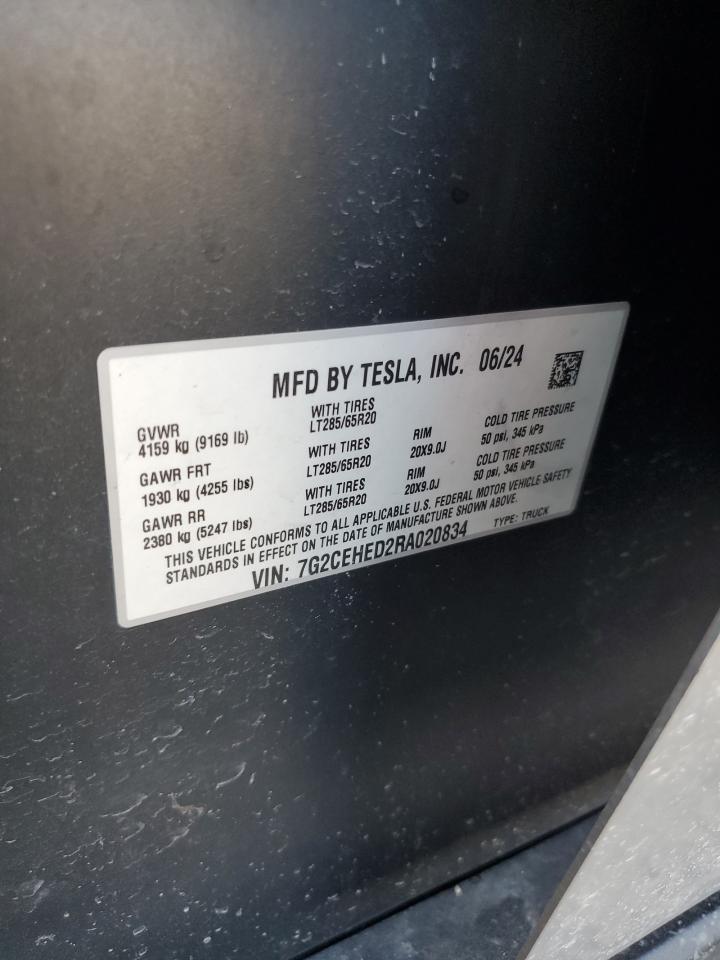 MFD BY TESLA, INC. 06/24
GVWR
4159 kg (9169 lb)
WITH TIRES
LT285/65R20
GAWR FRT
1930 kg (4255 lbs)
WITH TIRES
LT285/65R20
RIM
20X9.0J
COLD TIRE PRESSURE
50 psi, 345 kPa
GAWR RR
2380 kg (5247 lbs)
WITH TIRES
LT285/65R20
RIM
20X9.0J
COLD TIRE PRESSURE
50 psi, 345 kPa
THIS VEHICLE CONFORMS TO ALL APPLICABLE U.S. FEDERAL MOTOR VEHICLE SAFETY
STANDARDS IN EFFECT ON THE DATE OF MANUFACTURE SHOWN ABOVE.
VIN: 7G2CEHED2RA020834
TYPE: TRUCK